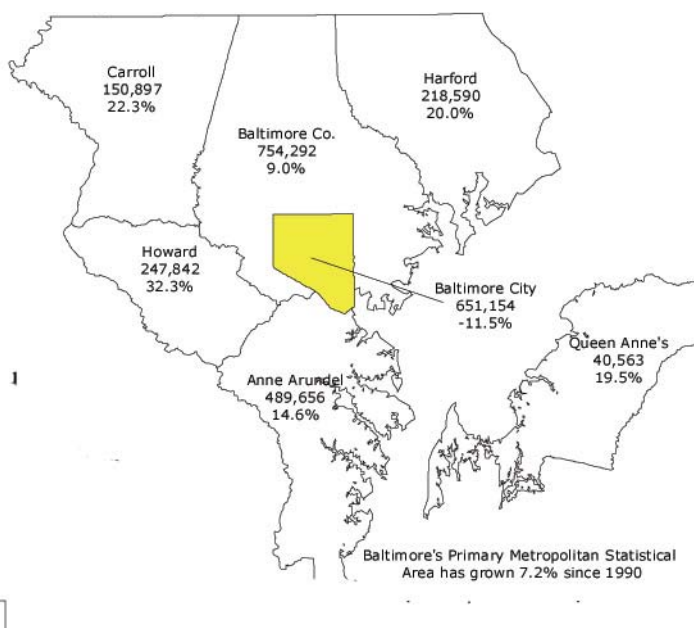 Carroll
150,897
22.3%
Harford
218,590
20.0%
Baltimore Co.
754,292
9.0%
Howard
247,842
32.3%
Baltimore City
651,154
-11.5%
Queen Anne's
40,563
19.5%
Anne Arundel
489,656
14.6%
Baltimore's Primary Metropolitan Statistical
Area has grown 7.2% since 1990